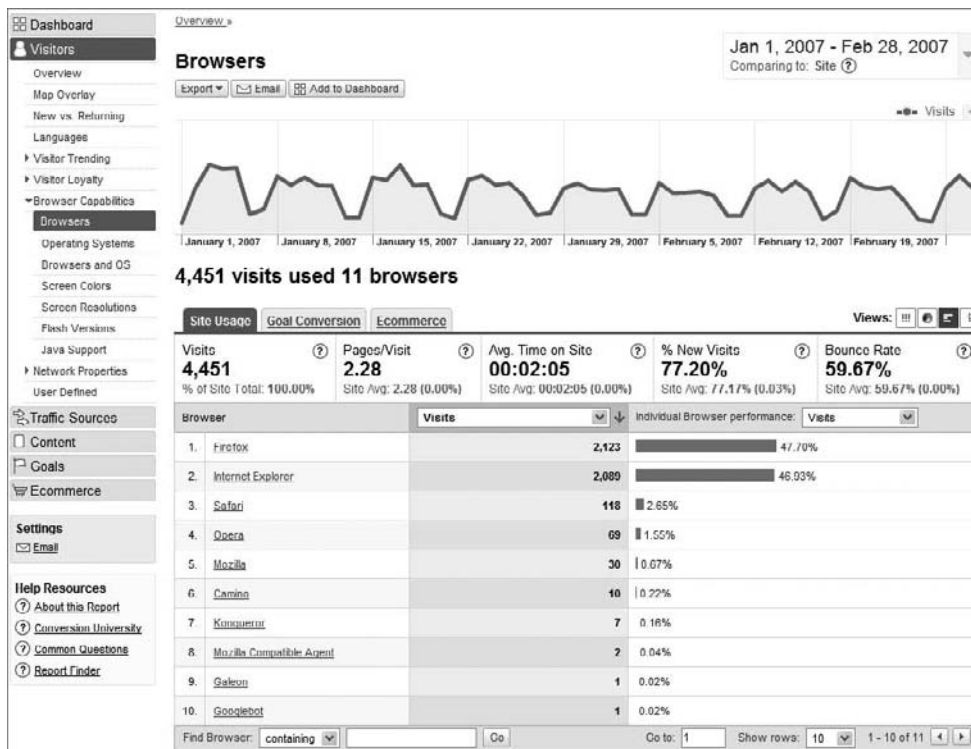 Dashboard
Visitors
Overview
Map Overlay
New vs. Returning
Languages
Visitor Trending
Visitor Loyalty
Browser Capabilities
Browsers
Operating Systems
Browsers and OS
Screen Colors
Screen Resolutions
Flash Versions
Java Support
Network Properties
User Defined
Traffic Sources
Content
Goals
Ecommerce
Settings
Email
Help Resources
About this Report
Conversion University
Common Questions
Report Finder
Overview »
Browsers
Jan 1, 2007 - Feb 28, 2007
Comparing to: Site
Export Email Add to Dashboard
Visits
January 1, 2007 January 8, 2007 January 15, 2007 January 22, 2007 January 29, 2007 February 5, 2007 February 12, 2007 February 19, 2007
4,451 visits used 11 browsers
Site Usage Goal Conversion Ecommerce Views:
Visits Pages/Visit Avg. Time on Site % New Visits Bounce Rate
4,451 2.28 00:02:05 77.20% 59.67%
% of Site Total: 100.00% Site Avg: 2.28 (0.00%) Site Avg: 00:02:05 (0.00%) Site Avg: 77.17% (0.03%) Site Avg: 59.67% (0.00%)
Browser Visits Individual Browser performance: Visits
1. Firefox 2,123 47.70%
2. Internet Explorer 2,089 46.93%
3. Safari 118 2.65%
4. Opera 69 1.55%
5. Mozilla 30 0.67%
6. Camino 10 0.22%
7. Konqueror 7 0.16%
8. Mozilla Compatible Agent 2 0.04%
9. Galeon 1 0.02%
10. Googlebot 1 0.02%
Find Browser: containing Go Go to: 1 Show rows: 10 1 - 10 of 11